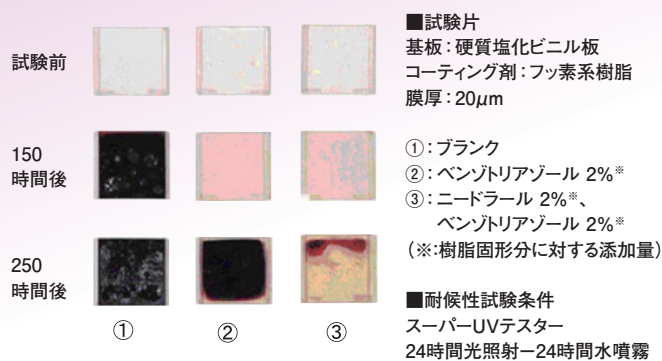 試験前
150
時間後
250
時間後
① ② ③
■試験片
基板：硬質塩化ビニル板
コーティング剤：フッ素系樹脂
膜厚：20μm
①：ブランク
②：ベンゾトリアゾール 2%※
③：ニードラール 2%※、
ベンゾトリアゾール 2%※
（※:樹脂固形分に対する添加量）
■耐候性試験条件
スーパーUVテスター
24時間光照射ー24時間水噴霧